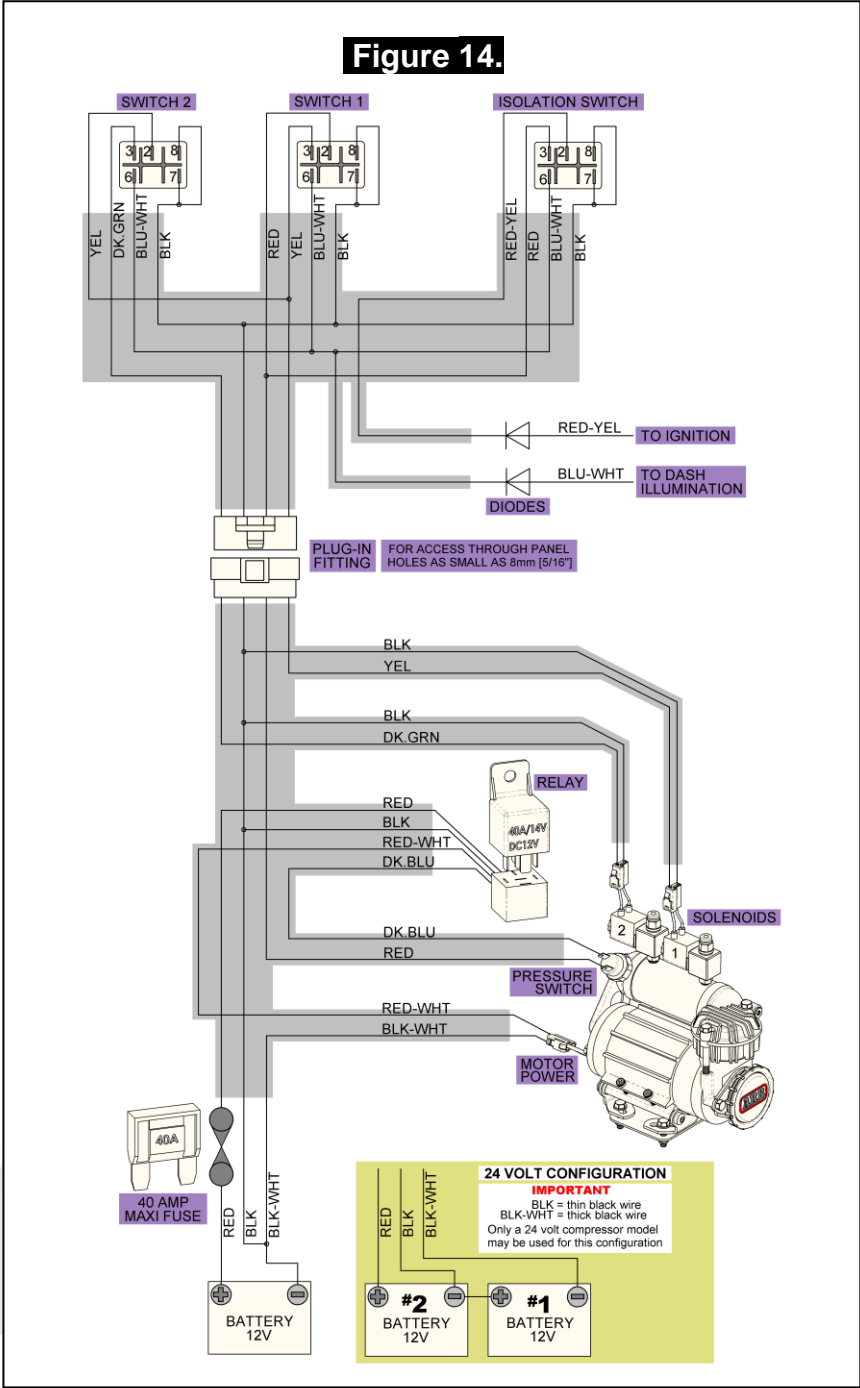 Figure 14.
SWITCH 2
SWITCH 1
ISOLATION SWITCH
3 2 8
6 7
3 2 8
6 7
3 2 8
6 7
YEL
DK.GRN
BLU-WHT
BLK
RED
YEL
BLU-WHT
BLK
RED-YEL
RED
BLU-WHT
BLK
RED-YEL
TO IGNITION
BLU-WHT
TO DASH
ILLUMINATION
DIODES
PLUG-IN
FITTING
FOR ACCESS THROUGH PANEL
HOLES AS SMALL AS 8mm [5/16"]
BLK
YEL
BLK
DK.GRN
RELAY
40A/14V
DC12V
RED
BLK
RED-WHT
DK.BLU
SOLENOIDS
2
1
DK.BLU
RED
PRESSURE
SWITCH
RED-WHT
BLK-WHT
MOTOR
POWER
ARB
40A
40 AMP
MAXI FUSE
RED
BLK
BLK-WHT
BATTERY
12V
RED
BLK
BLK-WHT
24 VOLT CONFIGURATION
IMPORTANT
BLK = thin black wire
BLK-WHT = thick black wire
Only a 24 volt compressor model
may be used for this configuration
#2
BATTERY
12V
#1
BATTERY
12V